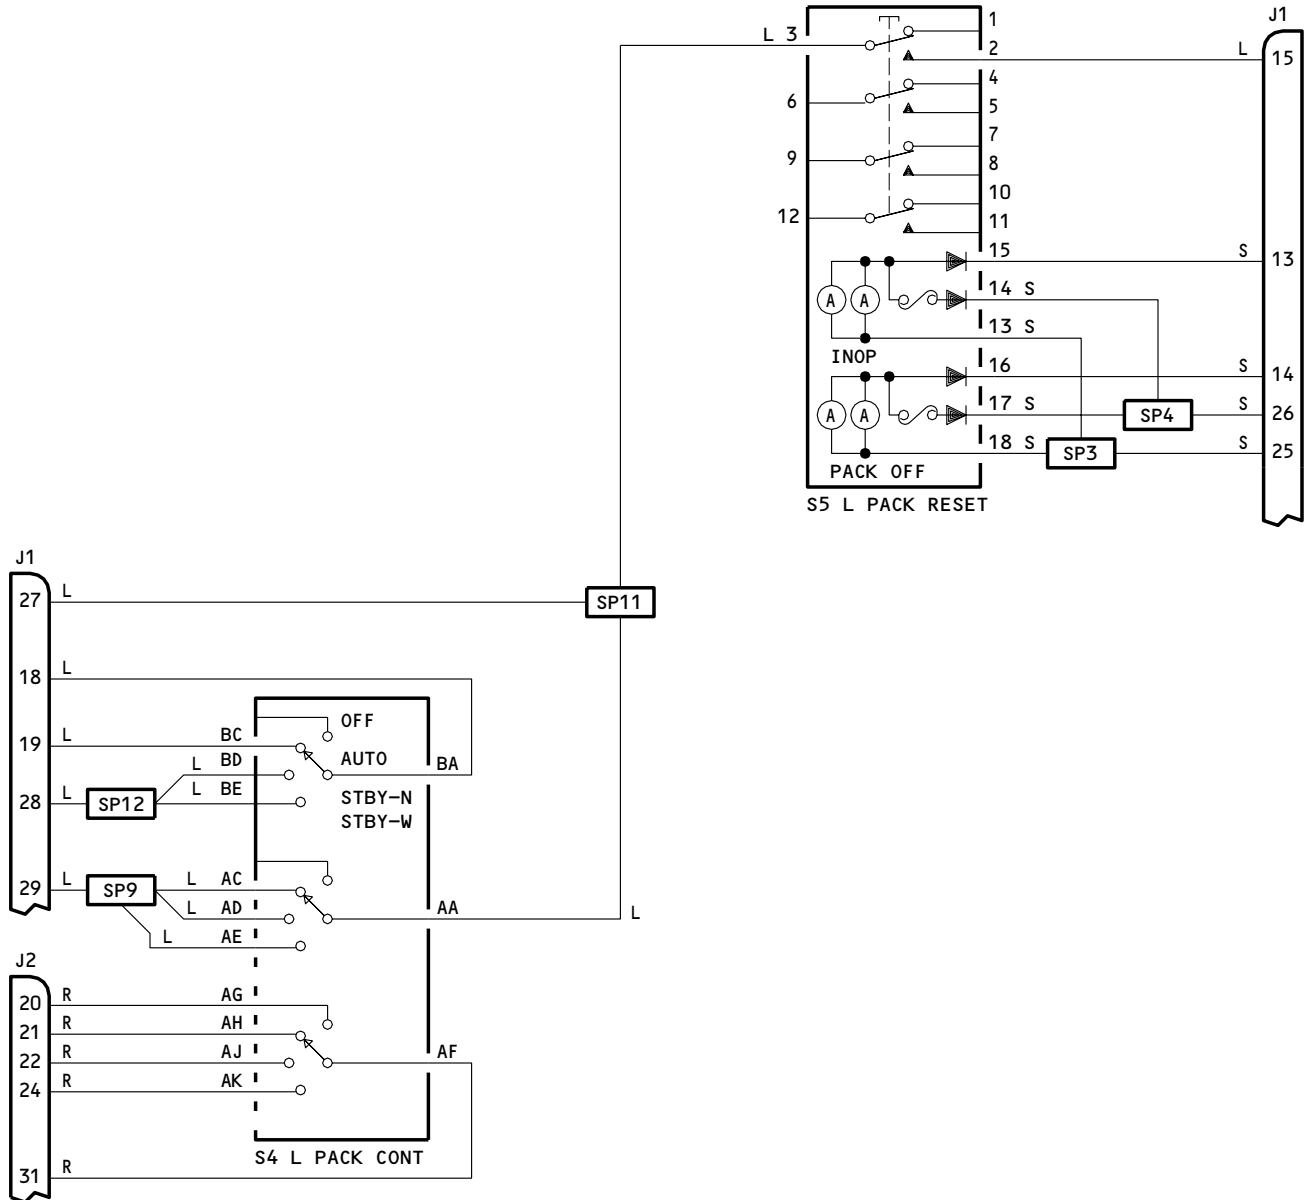 J1
1
L 3
2
L
15
4
6
5
7
9
8
10
12
11
15
S
13
A A
14 S
13 S
INOP
16
S
14
A A
17 S
SP4
S
26
18 S
SP3
S
25
PACK OFF
S5 L PACK RESET
J1
27
L
SP11
18
L
OFF
19
L
BC
AUTO
L BD
BA
28
L
SP12
L BE
STBY-N
STBY-W
29
L
SP9
L AC
L AD
AA
L
L AE
J2
20
R
AG
21
R
AH
22
R
AJ
AF
24
R
AK
S4 L PACK CONT
31
R